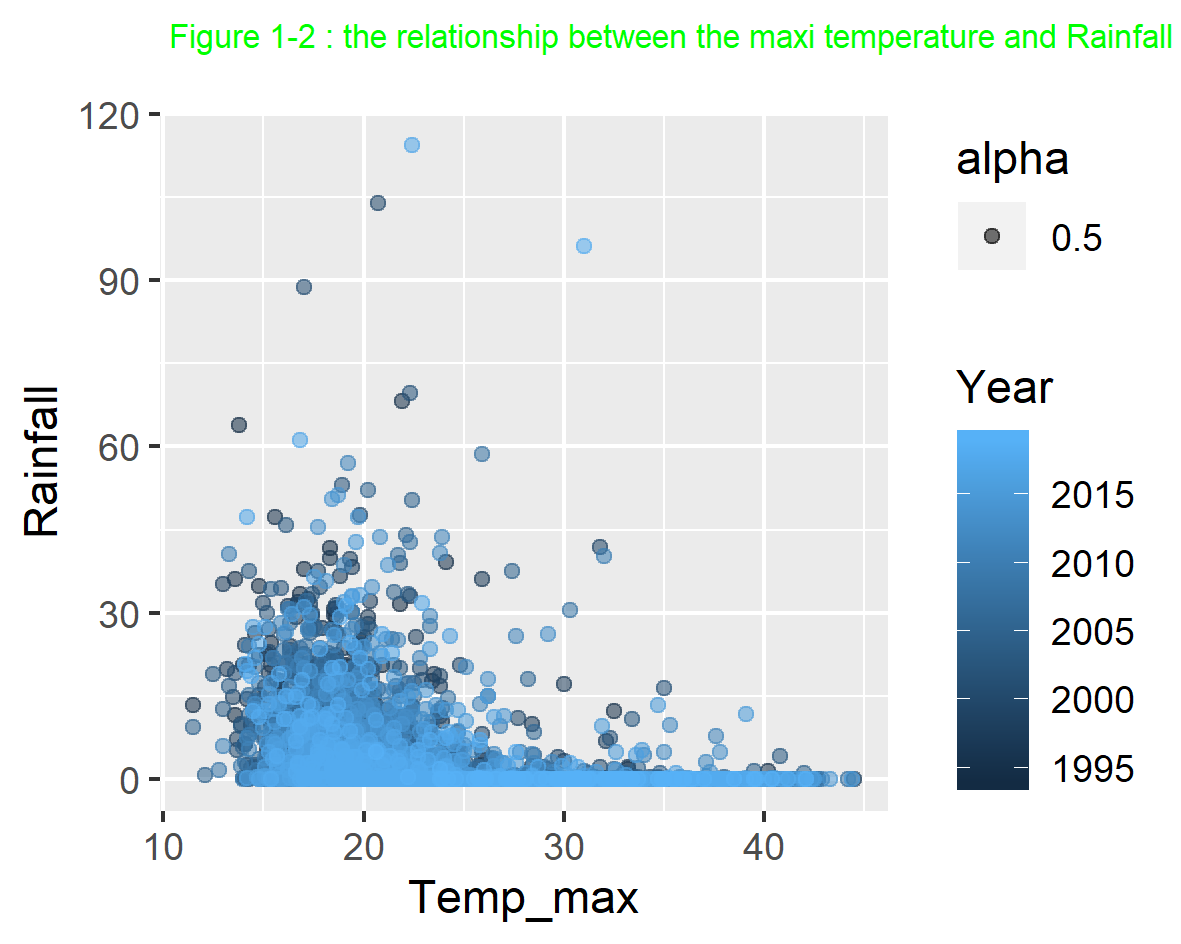 Figure 1-2 : the relationship between the maxi temperature and Rainfall
120
90
60
30
0
Rainfall
10 20 30 40
Temp_max
alpha
0.5
Year
2015
2010
2005
2000
1995